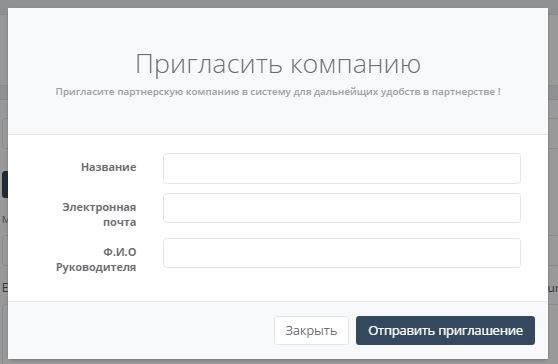 Пригласить компанию
Пригласите партнерскую компанию в систему для дальнейщих удобств в партнерстве !
Название
Электронная
почта
Ф.И.О
Руководителя
Закрыть
Отправить приглашение